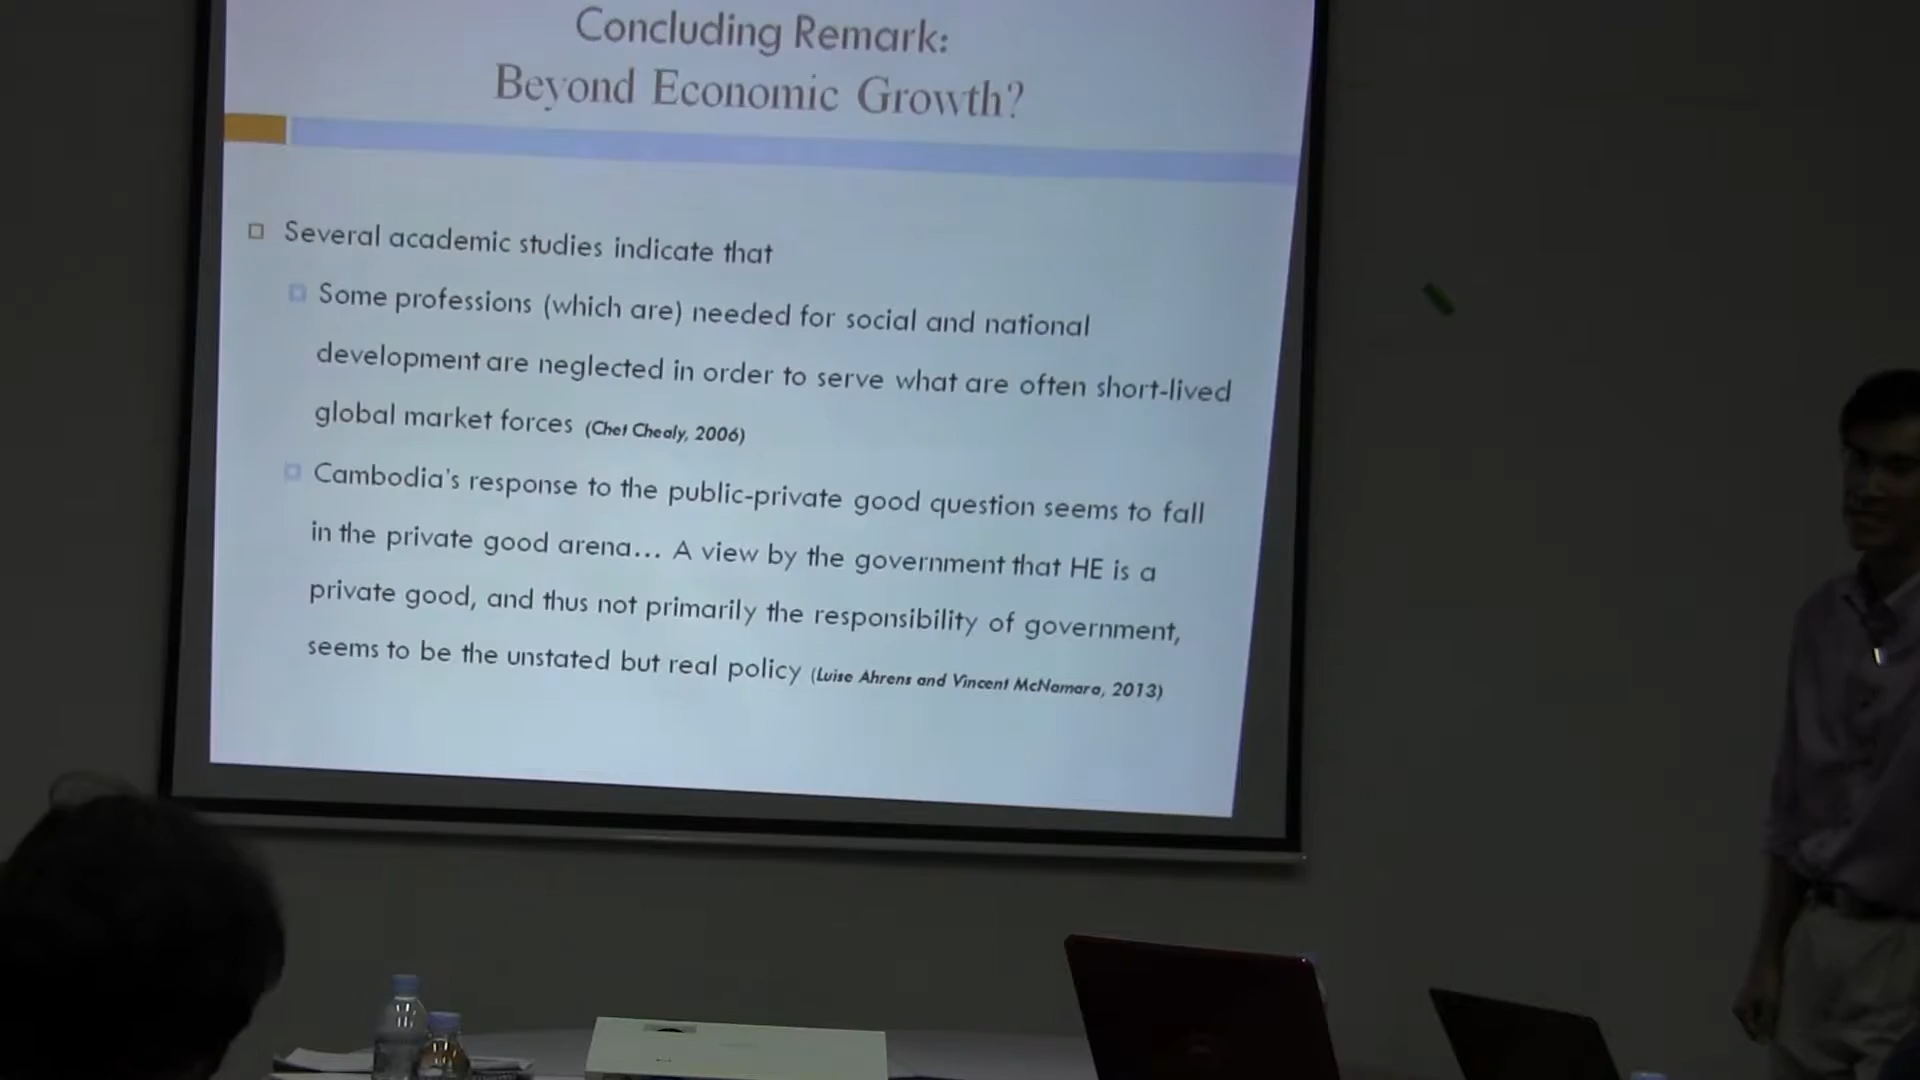 Concluding Remark:
Beyond Economic Growth?
Several academic studies indicate that
Some professions (which are) needed for social and national
development are neglected in order to serve what are often short-lived
global market forces (Chet Chealy, 2006)
Cambodia's response to the public-private good question seems to fall
in the private good arena... A view by the government that HE is a
private good, and thus not primarily the responsibility of government,
seems to be the unstated but real policy (Luise Ahrens and Vincent McNamara, 2013)